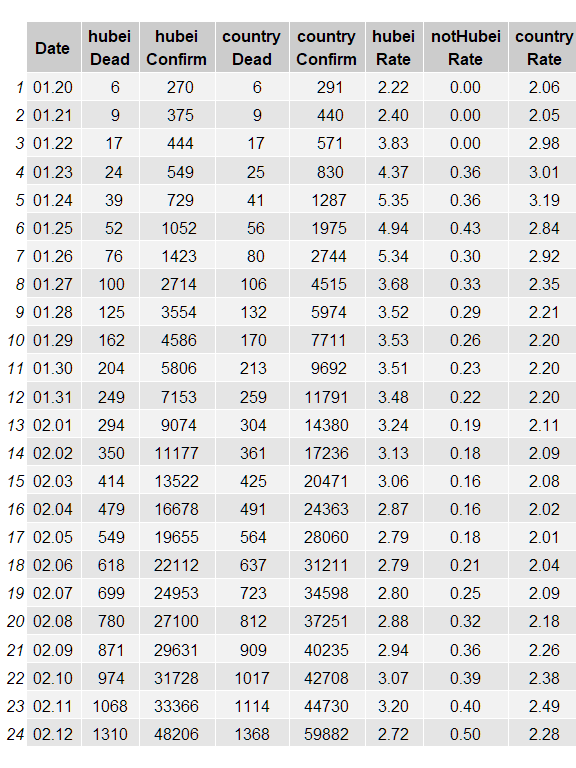 Date hubei Dead hubei Confirm country Dead country Confirm hubei Rate notHubei Rate country Rate
1 01.20 6 270 6 291 2.22 0.00 2.06
2 01.21 9 375 9 440 2.40 0.00 2.05
3 01.22 17 444 17 571 3.83 0.00 2.98
4 01.23 24 549 25 830 4.37 0.36 3.01
5 01.24 39 729 41 1287 5.35 0.36 3.19
6 01.25 52 1052 56 1975 4.94 0.43 2.84
7 01.26 76 1423 80 2744 5.34 0.30 2.92
8 01.27 100 2714 106 4515 3.68 0.33 2.35
9 01.28 125 3554 132 5974 3.52 0.29 2.21
10 01.29 162 4586 170 7711 3.53 0.26 2.20
11 01.30 204 5806 213 9692 3.51 0.23 2.20
12 01.31 249 7153 259 11791 3.48 0.22 2.20
13 02.01 294 9074 304 14380 3.24 0.19 2.11
14 02.02 350 11177 361 17236 3.13 0.18 2.09
15 02.03 414 13522 425 20471 3.06 0.16 2.08
16 02.04 479 16678 491 24363 2.87 0.16 2.02
17 02.05 549 19655 564 28060 2.79 0.18 2.01
18 02.06 618 22112 637 31211 2.79 0.21 2.04
19 02.07 699 24953 723 34598 2.80 0.25 2.09
20 02.08 780 27100 812 37251 2.88 0.32 2.18
21 02.09 871 29631 909 40235 2.94 0.36 2.26
22 02.10 974 31728 1017 42708 3.07 0.39 2.38
23 02.11 1068 33366 1114 44730 3.20 0.40 2.49
24 02.12 1310 48206 1368 59882 2.72 0.50 2.28